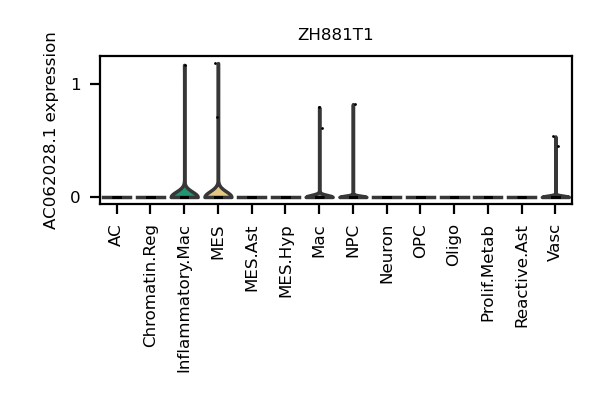 ZH881T1
AC062028.1 expression
1
0
AC
Chromatin.Reg
Inflammatory.Mac
MES
MES.Ast
MES.Hyp
Mac
NPC
Neuron
OPC
Oligo
Prolif.Metab
Reactive.Ast
Vasc